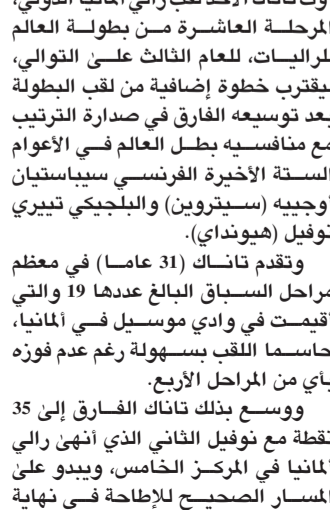 تاناك الأحد لقب رالي ألمانيا الدولي،
المرحلة العاشرة من بطولة العالم
للراليات، للعام الثالث على التوالي،
ليقترب خطوة إضافية من لقب البطولة
بعد توسيعه الفارق في صدارة الترتيب
مع منافسيه بطل العالم في الأعوام
الستة الأخيرة الفرنسي سيباستيان
أوجييه (سيتروين) والبلجيكي تييري
نوفيل (هيونداي).
وتقدم تاناك (31 عاما) في معظم
مراحل السباق البالغ عددها 19 والتي
أقيمت في وادي موسيل في ألمانيا،
حاسما اللقب بسهولة رغم عدم فوزه
بأي من المراحل الأربع.
ووسع بذلك تاناك الفارق إلى 35
نقطة مع نوفيل الثاني الذي أنهى رالي
ألمانيا في المركز الخامس، ويبدو على
المسار الصحيح للإطاحة في نهاية